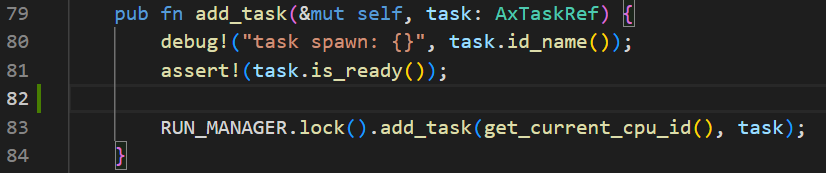 79 pub fn add_task(&mut self, task: AxTaskRef) {
80 debug!("task spawn: {}", task.id_name());
81 assert!(task.is_ready());
82
83 RUN_MANAGER.lock().add_task(get_current_cpu_id(), task);
84 }